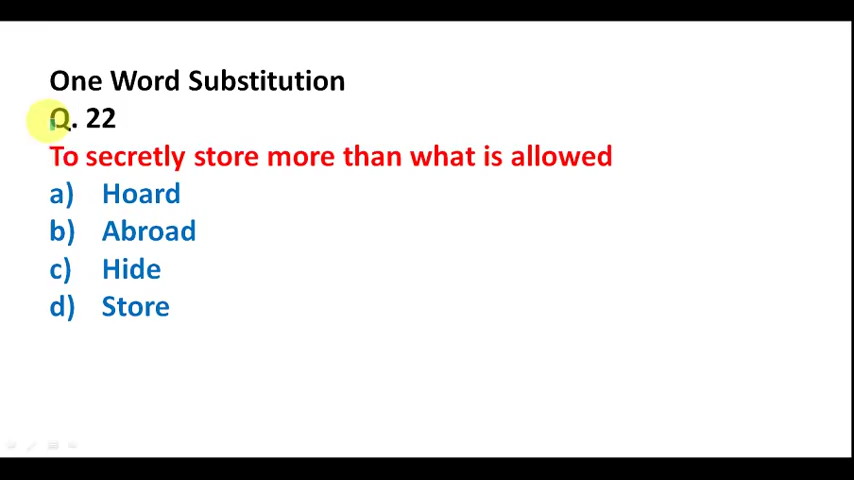 One Word Substitution
Q. 22
To secretly store more than what is allowed
a) Hoard
b) Abroad
c) Hide
d) Store